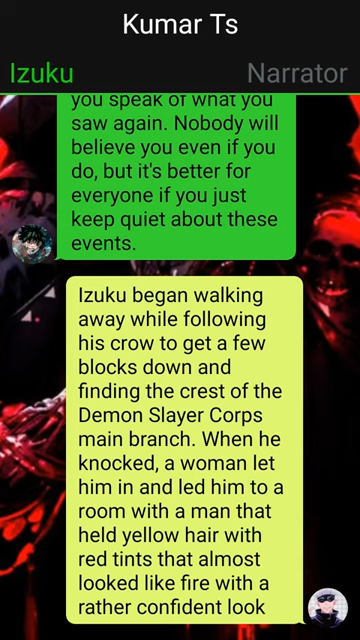 Kumar Ts
Izuku
Narrator
you speak of what you
saw again. Nobody will
believe you even if you
do, but it's better for
everyone if you just
keep quiet about these
events.
Izuku began walking
away while following
his crow to get a few
blocks down and
finding the crest of the
Demon Slayer Corps
main branch. When he
knocked, a woman let
him in and led him to a
room with a man that
held yellow hair with
red tints that almost
looked like fire with a
rather confident look